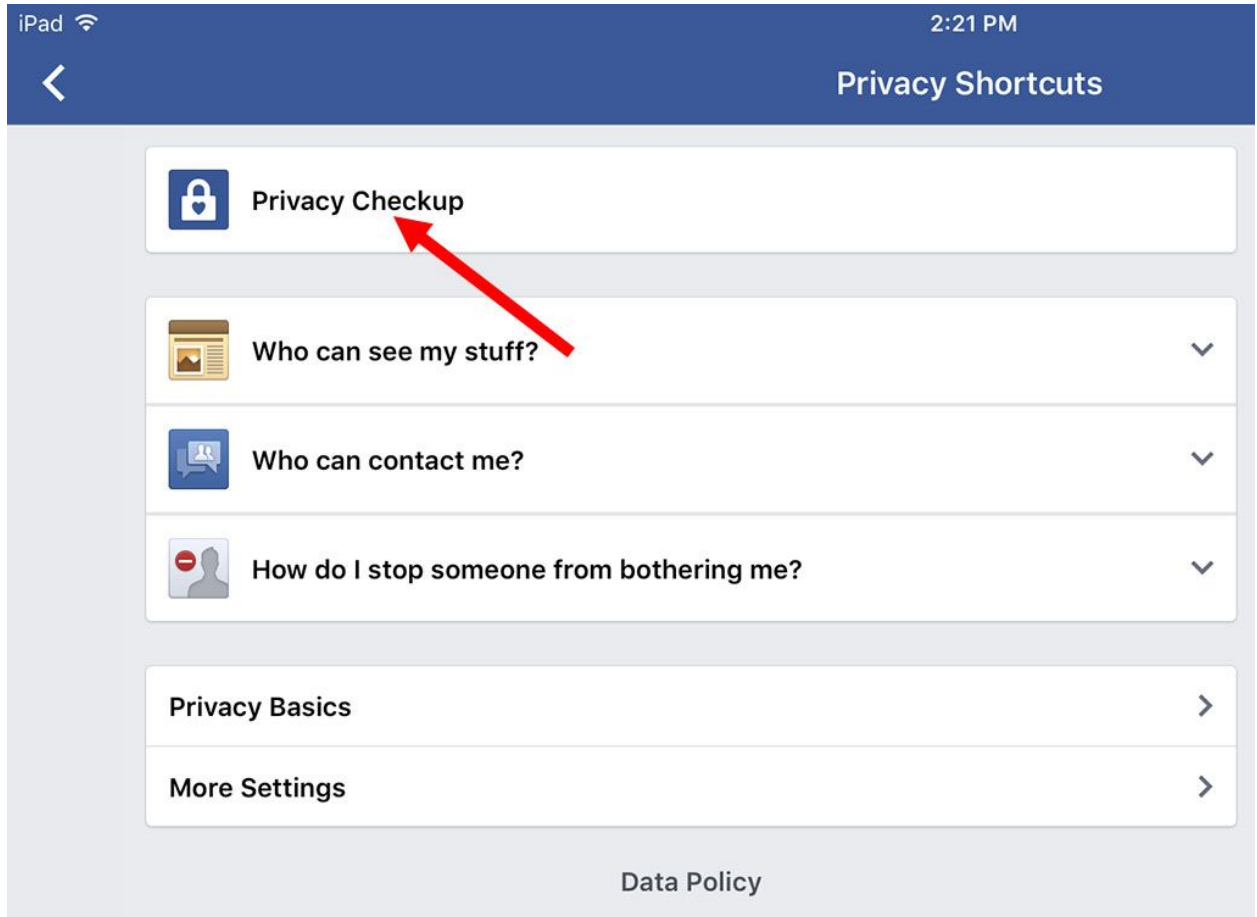 iPad 2:21 PM
Privacy Shortcuts
Privacy Checkup
Who can see my stuff?
Who can contact me?
How do I stop someone from bothering me?
Privacy Basics
More Settings
Data Policy